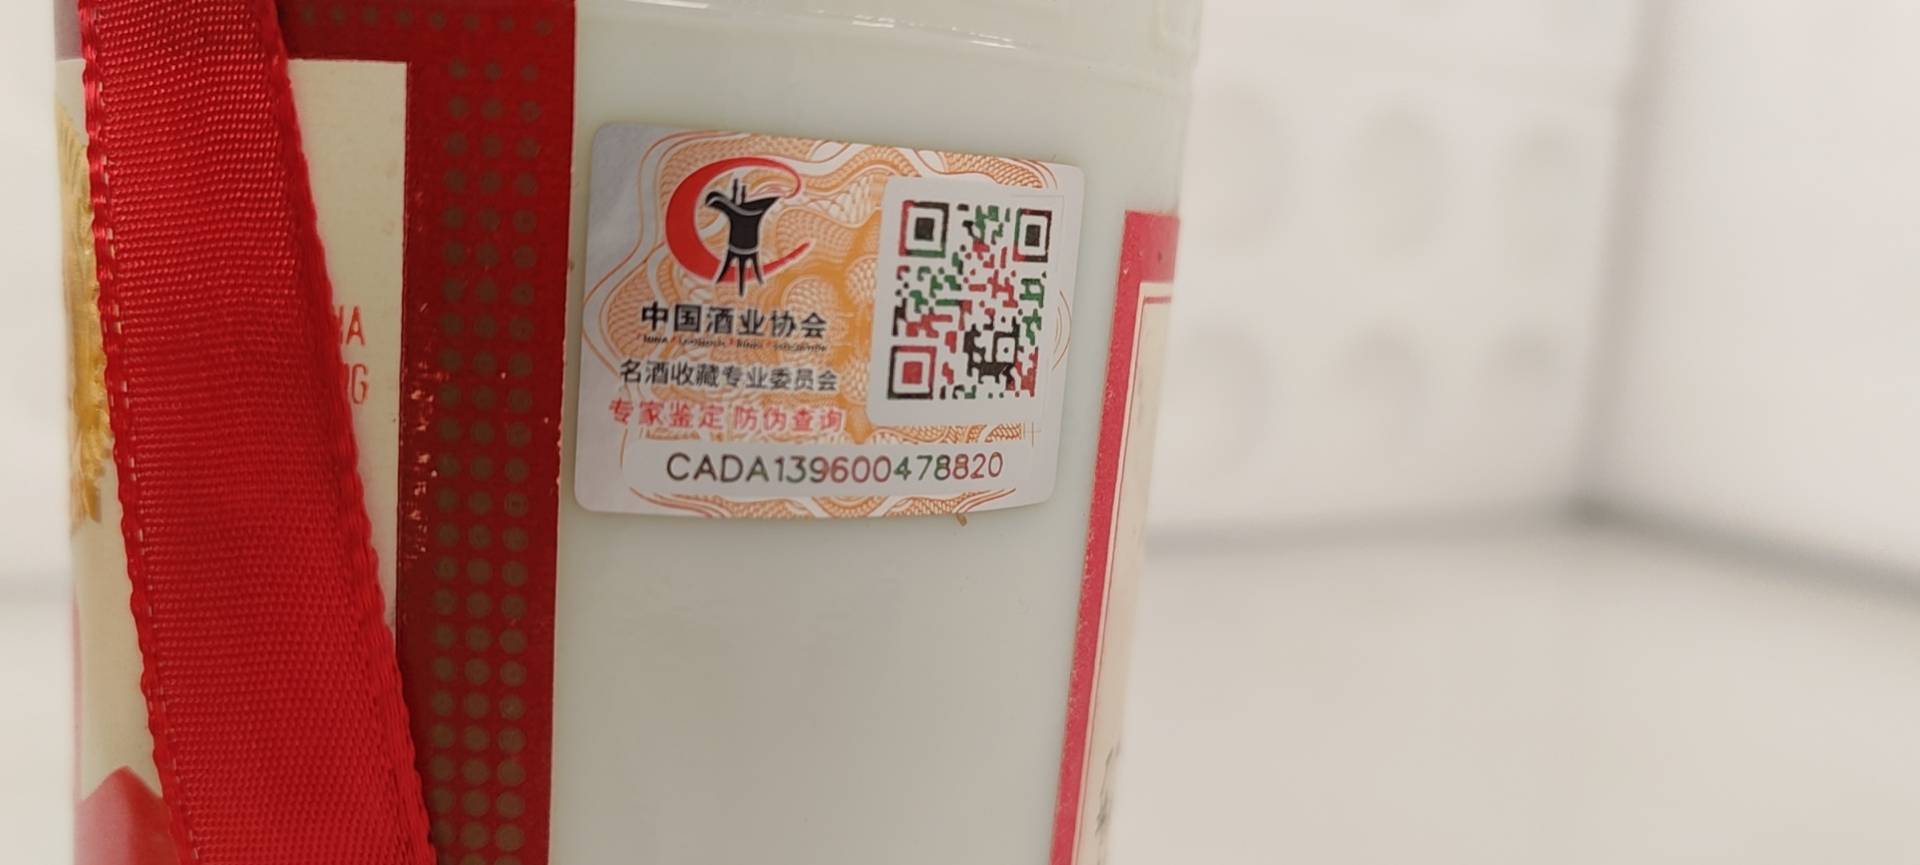 中国酒业协会
名酒收藏专业委员会
专家鉴定 防伪查询
CADA139600478820